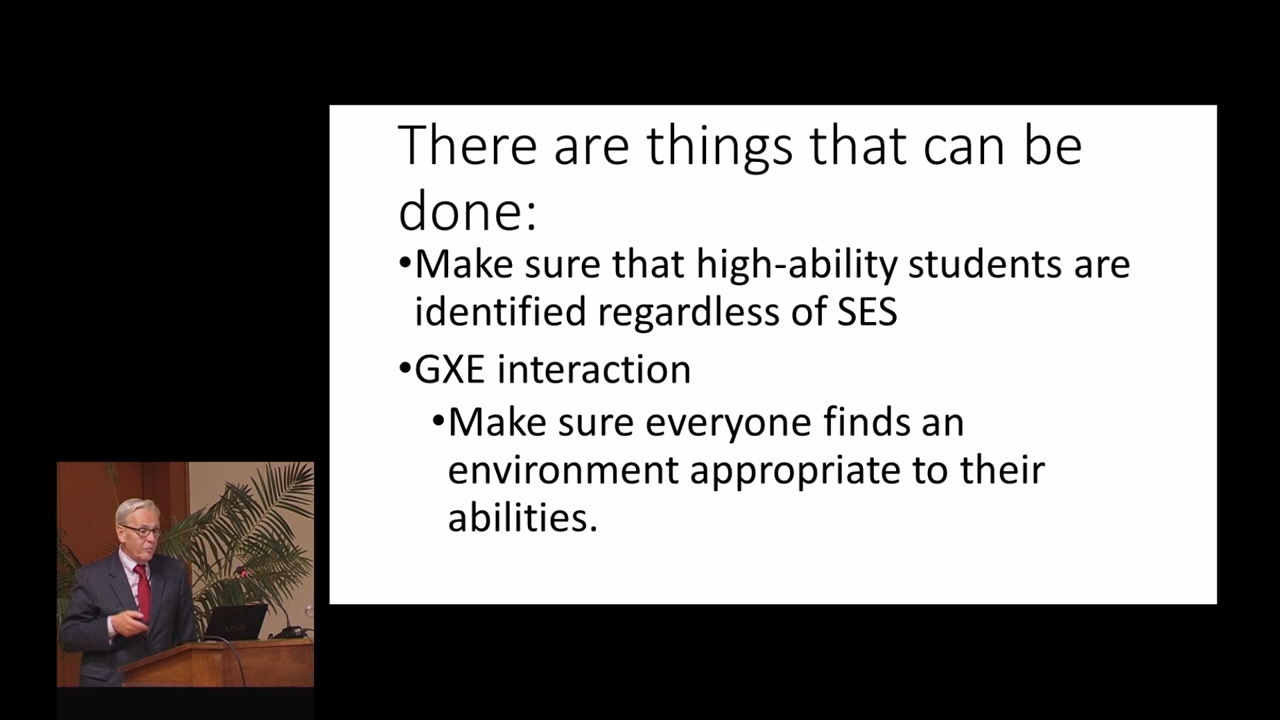 There are things that can be
done:
•Make sure that high-ability students are
identified regardless of SES
•GXE interaction
•Make sure everyone finds an
environment appropriate to their
abilities.